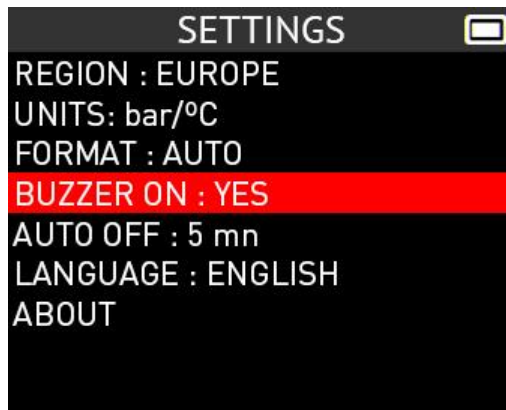 SETTINGS
REGION : EUROPE
UNITS: bar/ºC
FORMAT : AUTO
BUZZER ON : YES
AUTO OFF : 5 mn
LANGUAGE : ENGLISH
ABOUT